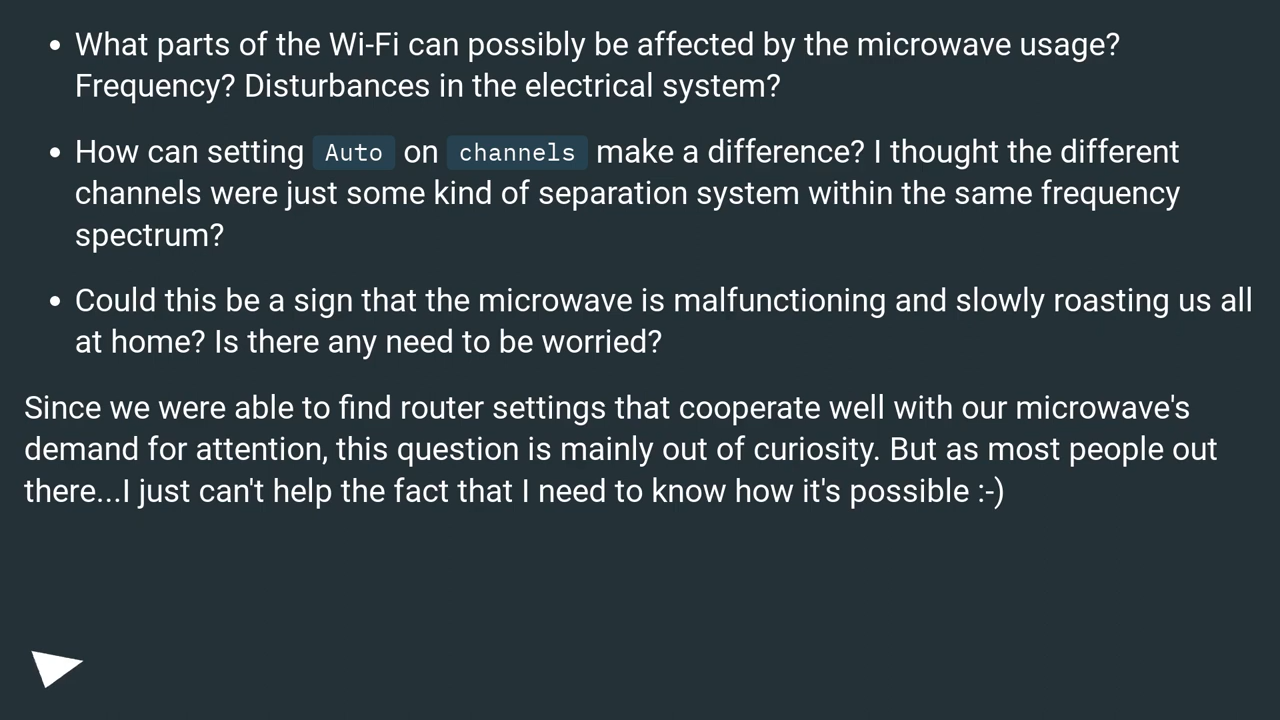 • What parts of the Wi-Fi can possibly be affected by the microwave usage?
Frequency? Disturbances in the electrical system?
• How can setting Auto on channels make a difference? I thought the different
channels were just some kind of separation system within the same frequency
spectrum?
• Could this be a sign that the microwave is malfunctioning and slowly roasting us all
at home? Is there any need to be worried?
Since we were able to find router settings that cooperate well with our microwave's
demand for attention, this question is mainly out of curiosity. But as most people out
there...I just can't help the fact that I need to know how it's possible :-)